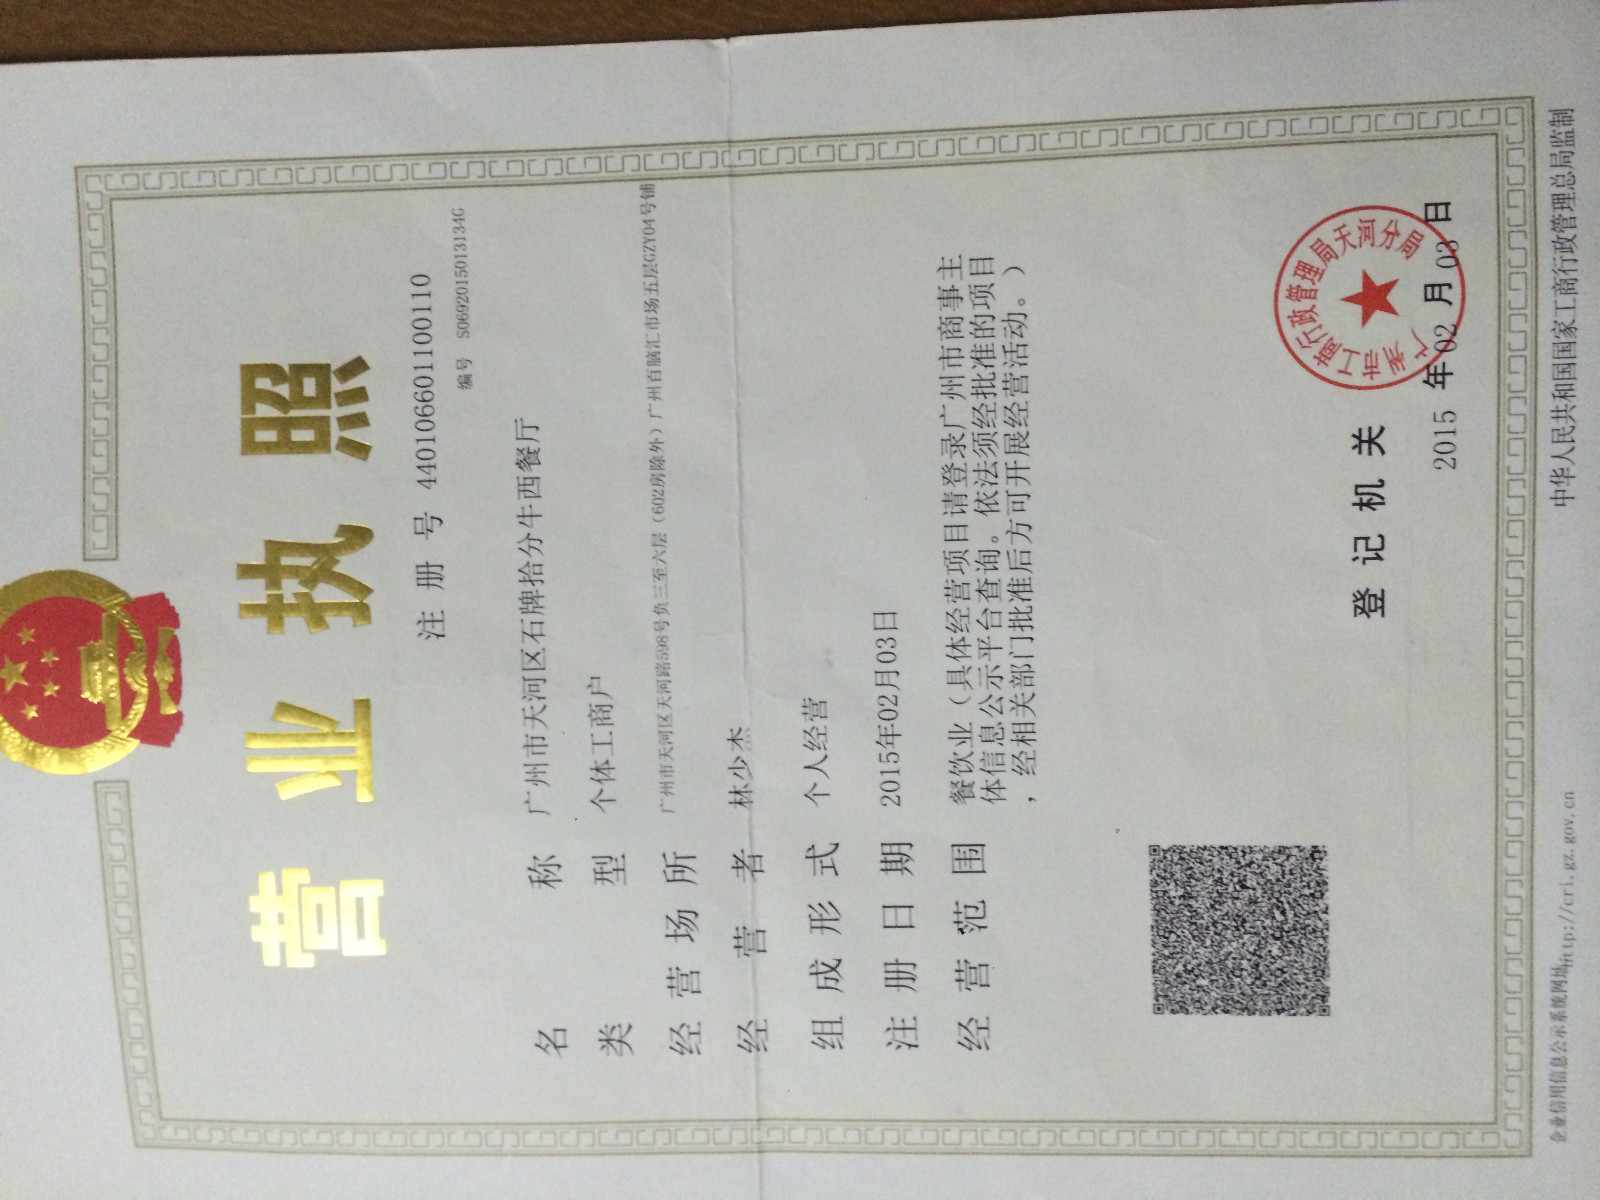 营业执照
注册号 440106601100110
编号 S0692015013134G
名称 广州市天河区石牌拾分牛西餐厅
类型 个体工商户
经营场所 广州市天河区天河路598号负三至六层（602房除外）广州百脑汇市场五层GZY04号铺
经营者 林少杰
组成形式 个人经营
注册日期 2015年02月03日
经营范围 餐饮业（具体经营项目请登录广州市商事主
体信息公示平台查询。依法须经批准的项目
，经相关部门批准后方可开展经营活动。）
登记机关
广州市工商行政管理局天河分局
2015 年 02 月 03 日
企业信用信息公示系统网址：http://cri.gz.gov.cn
中华人民共和国国家工商行政管理总局监制